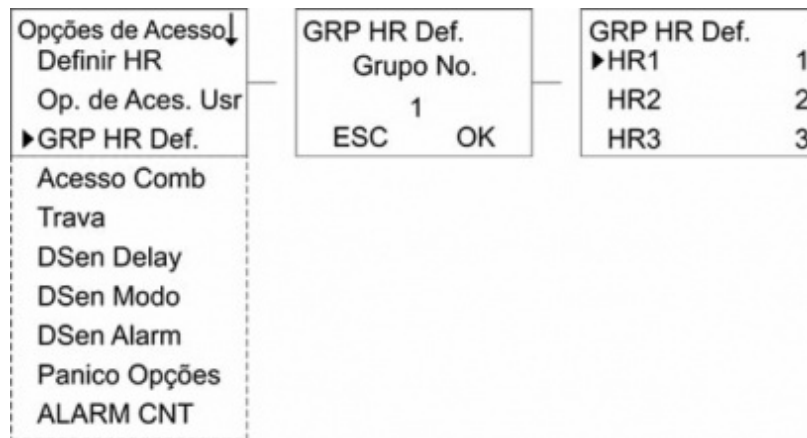 Opções de Acesso↓
Definir HR
Op. de Aces. Usr
▶GRP HR Def.
Acesso Comb
Trava
DSen Delay
DSen Modo
DSen Alarm
Panico Opções
ALARM CNT
GRP HR Def.
Grupo No.
1
ESC OK
GRP HR Def.
▶HR1 1
HR2 2
HR3 3